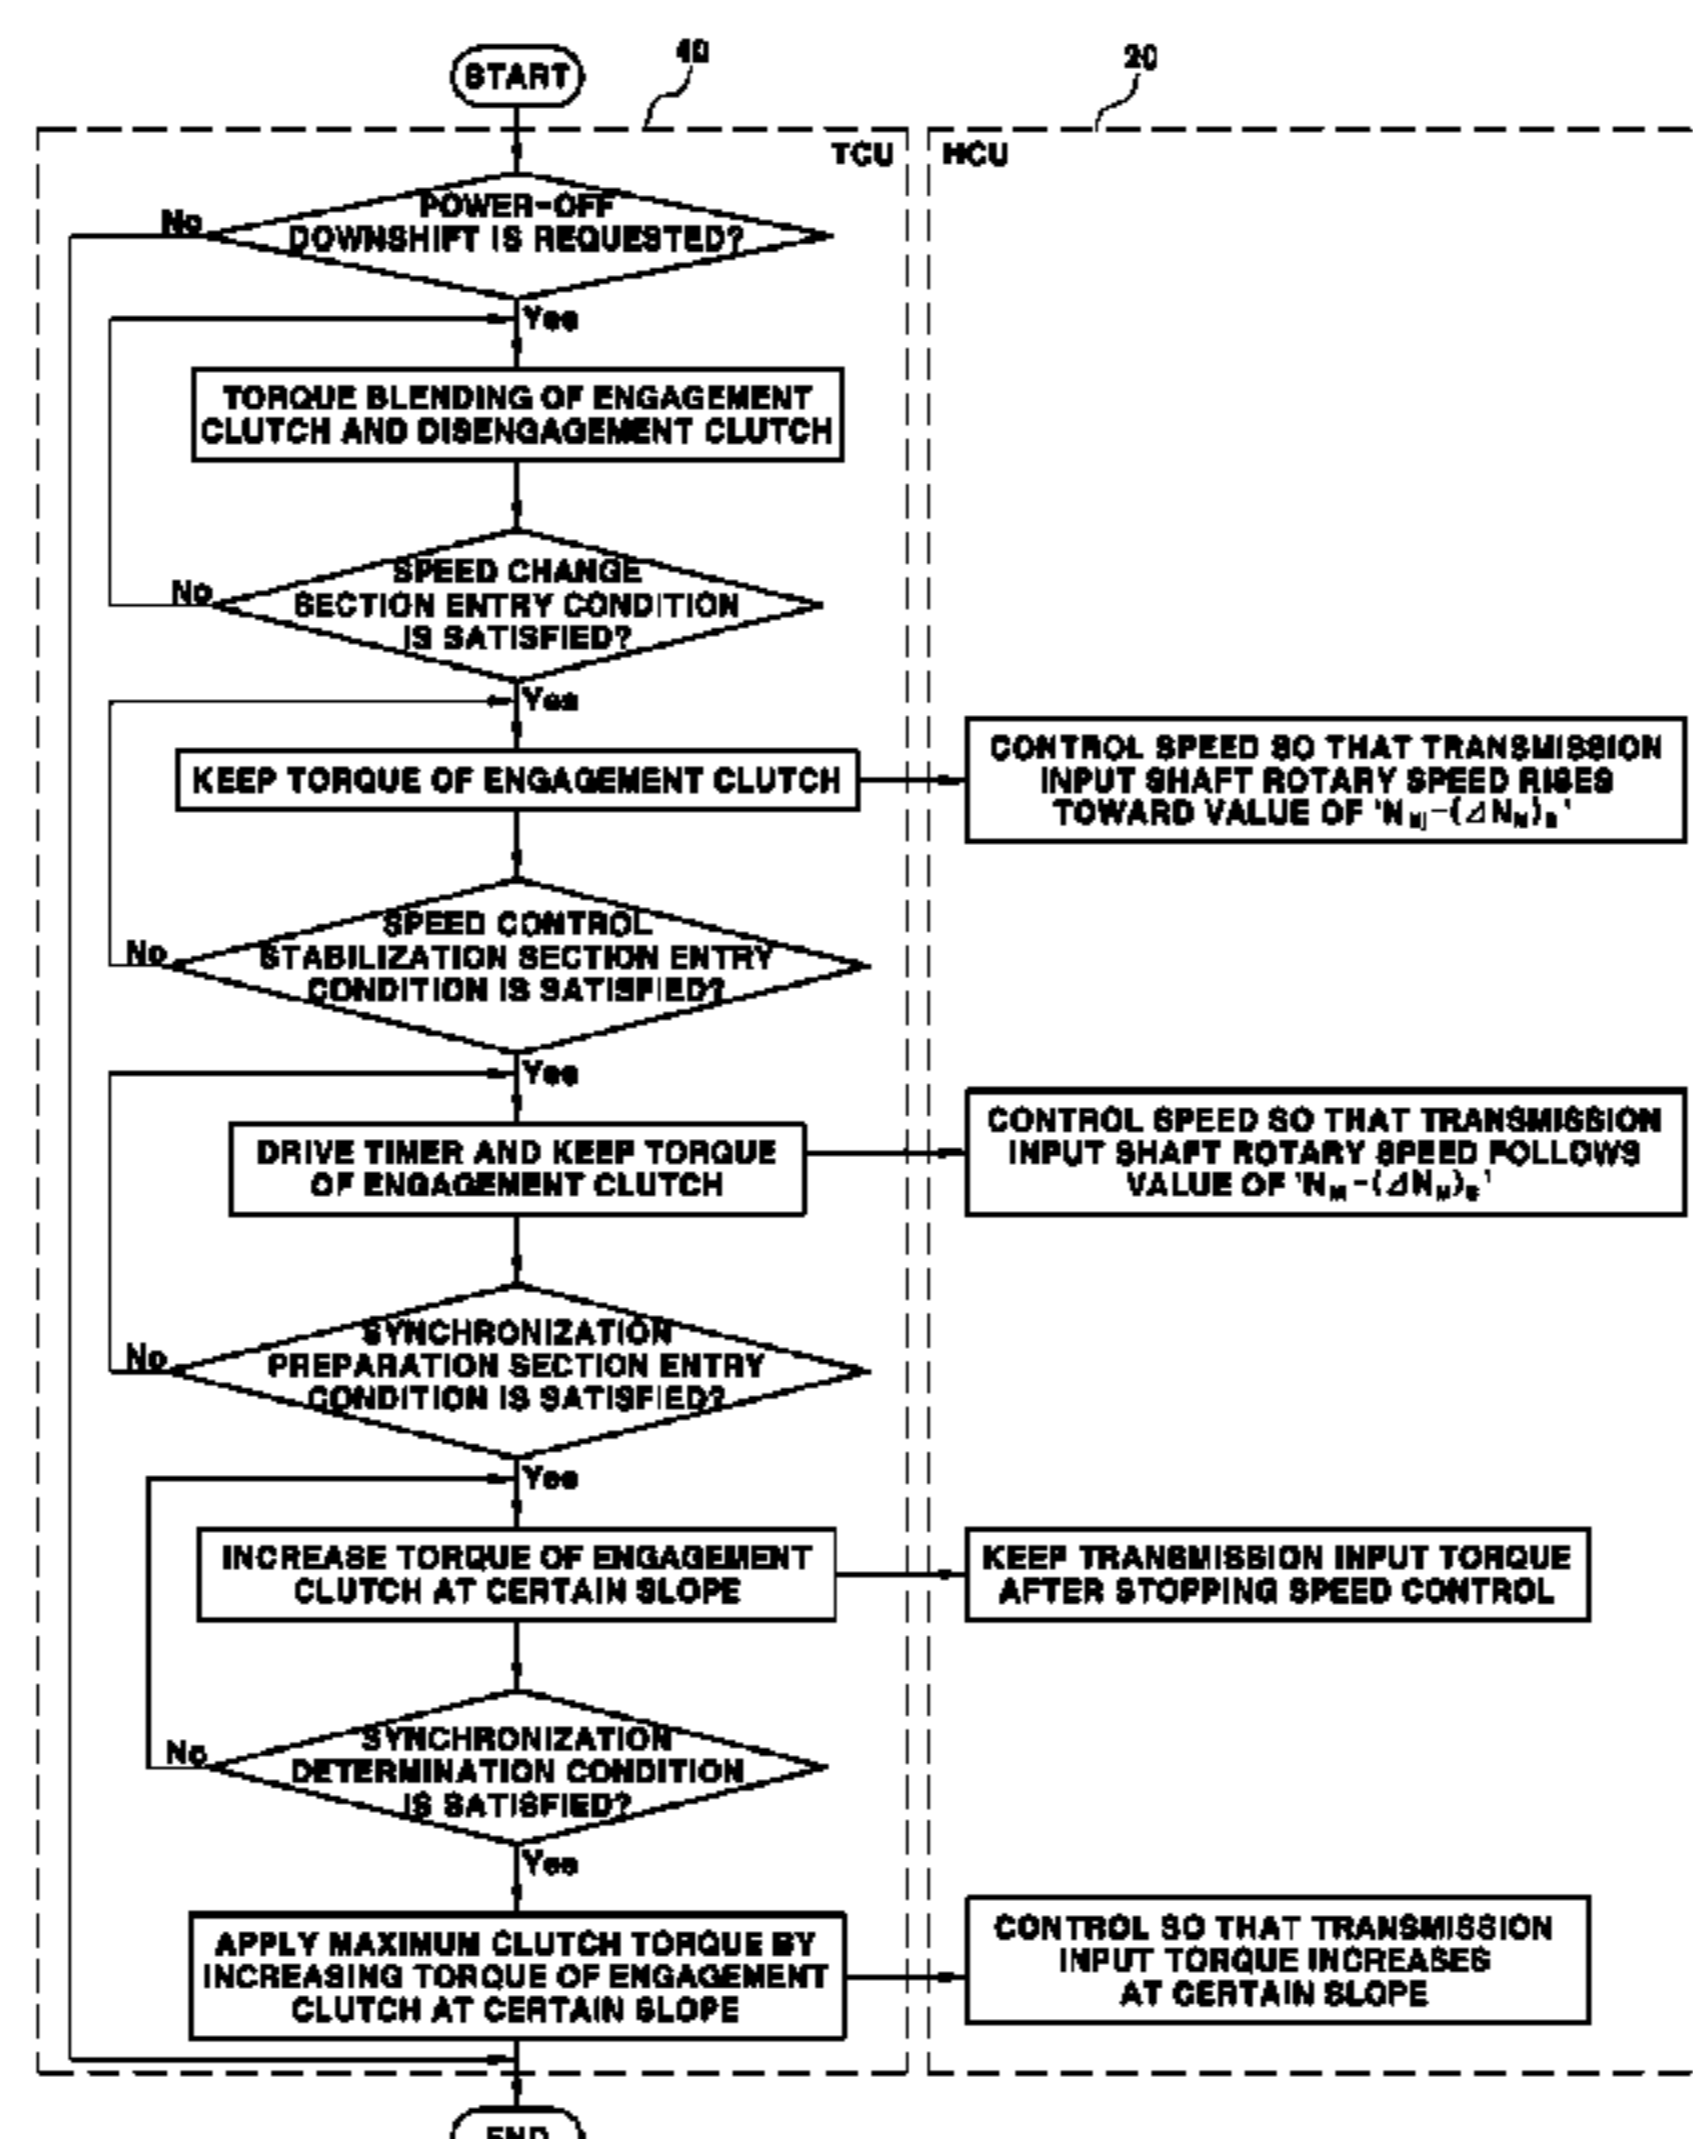 START
40
20
TCU
HCU
POWER-OFF
DOWNSHIFT IS REQUESTED?
No
Yes
TORQUE BLENDING OF ENGAGEMENT
CLUTCH AND DISENGAGEMENT CLUTCH
SPEED CHANGE
SECTION ENTRY CONDITION
IS SATISFIED?
No
Yes
KEEP TORQUE OF ENGAGEMENT CLUTCH
CONTROL SPEED SO THAT TRANSMISSION
INPUT SHAFT ROTARY SPEED RISES
TOWARD VALUE OF
SPEED CONTROL
STABILIZATION SECTION ENTRY
CONDITION IS SATISFIED?
No
Yes
DRIVE TIMER AND KEEP TORQUE
OF ENGAGEMENT CLUTCH
CONTROL SPEED SO THAT TRANSMISSION
INPUT SHAFT ROTARY SPEED FOLLOWS
VALUE OF
SYNCHRONIZATION
PREPARATION SECTION ENTRY
CONDITION IS SATISFIED?
No
Yes
INCREASE TORQUE OF ENGAGEMENT
CLUTCH AT CERTAIN SLOPE
KEEP TRANSMISSION INPUT TORQUE
AFTER STOPPING SPEED CONTROL
SYNCHRONIZATION
DETERMINATION CONDITION
IS SATISFIED?
No
Yes
APPLY MAXIMUM CLUTCH TORQUE BY
INCREASING TORQUE OF ENGAGEMENT
CLUTCH AT CERTAIN SLOPE
CONTROL SO THAT TRANSMISSION
INPUT TORQUE INCREASES
AT CERTAIN SLOPE
END